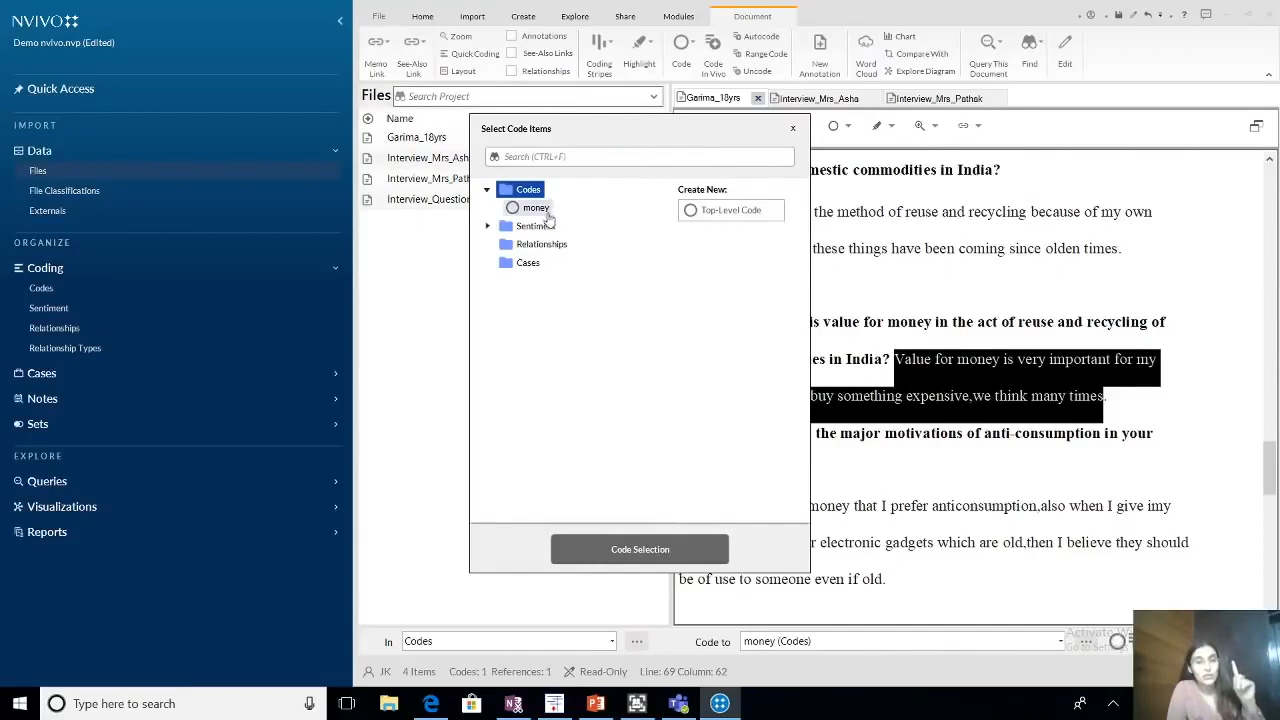 NVIVO
Demo nvivo.nvp (Edited)
Quick Access
IMPORT
Data
Files
File Classifications
Externals
ORGANIZE
Coding
Codes
Sentiment
Relationships
Relationship Types
Cases
Notes
Sets
EXPLORE
Queries
Visualizations
Reports
File Home Import Create Explore Share Modules Document
Memo Link
See-Also Link
Zoom
Quick Coding
Layout
Annotations
See-Also Links
Relationships
Coding Stripes
Highlight
Code
Code In Vivo
Autocode
Range Code
Uncode
New Annotation
Word Cloud
Chart
Compare With
Explore Diagram
Query This Document
Find
Edit
Files Search Project
Name
Garima_18yrs
Interview_Mrs_Ash
Interview_Mrs_Pat
Interview_Question
Garima_18yrs Interview_Mrs_Asha Interview_Mrs_Pathak
Select Code Items x
Search (CTRL+F)
Codes
money
Sentime
Relationships
Cases
Create New:
Top-Level Code
Code Selection
mestic commodities in India?
the method of reuse and recycling because of my own
these things have been coming since olden times.
is value for money in the act of reuse and recycling of
es in India? Value for money is very important for my
buy something expensive,we think many times.
the major motivations of anti-consumption in your
money that I prefer anticonsumption,also when I give imy
r electronic gadgets which are old,then I believe they should
be of use to someone even if old.
In Codes ... Code to money (Codes) ...
JK 4 Items Codes: 1 References: 1 Read-Only Line: 69 Column: 62
Type here to search